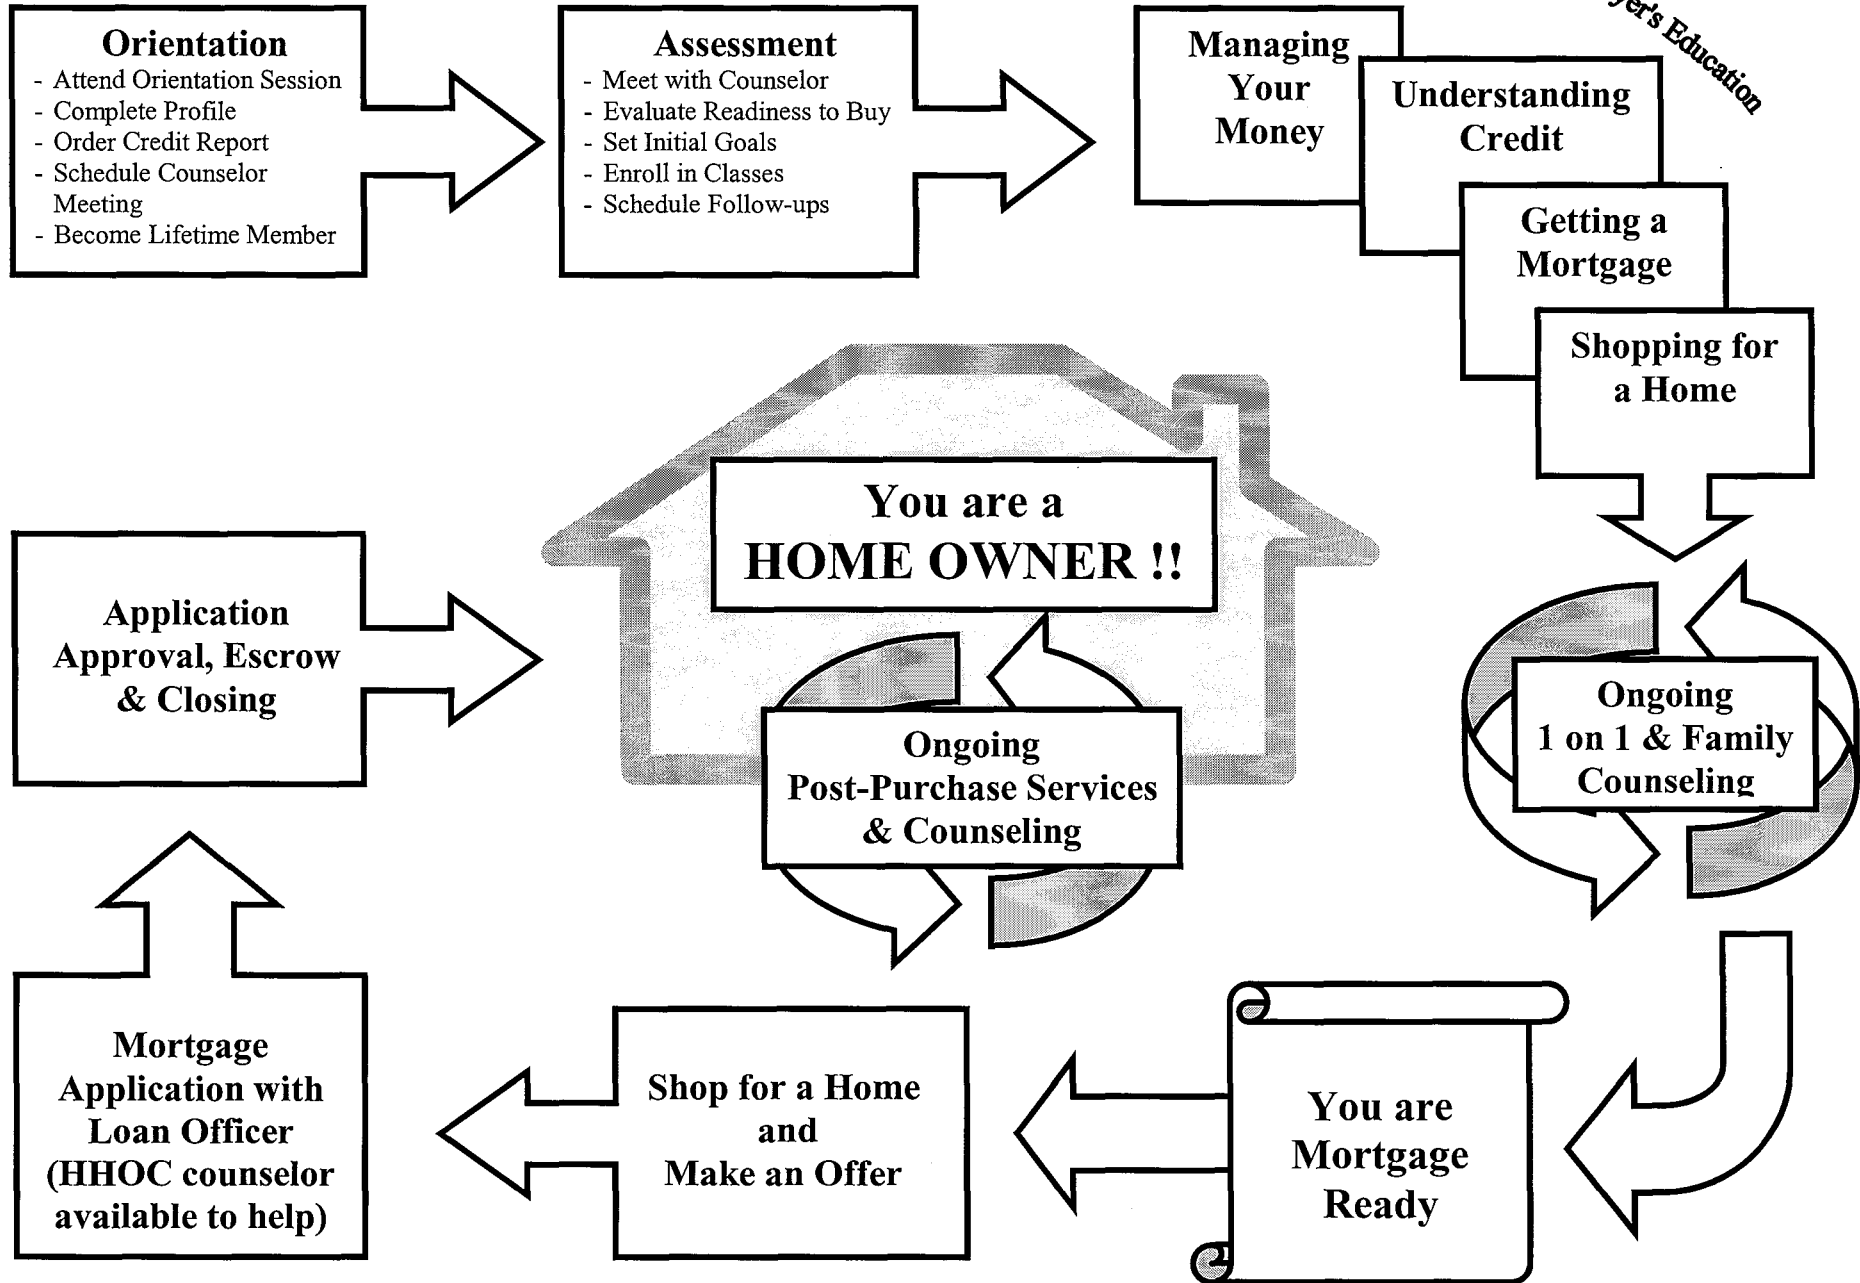 Orientation
- Attend Orientation Session
- Complete Profile
- Order Credit Report
- Schedule Counselor
Meeting
- Become Lifetime Member
Assessment
- Meet with Counselor
- Evaluate Readiness to Buy
- Set Initial Goals
- Enroll in Classes
- Schedule Follow-ups
Managing
Your
Money
Education
Understanding
Credit
Getting a
Mortgage
Shopping for
a Home
Ongoing
1 on 1 & Family
Counseling
You are
Mortgage
Ready
Shop for a Home
and
Make an Offer
Mortgage
Application with
Loan Officer
(HHOC counselor
available to help)
Application
Approval, Escrow
& Closing
You are a
HOME OWNER !!
Ongoing
Post-Purchase Services
& Counseling